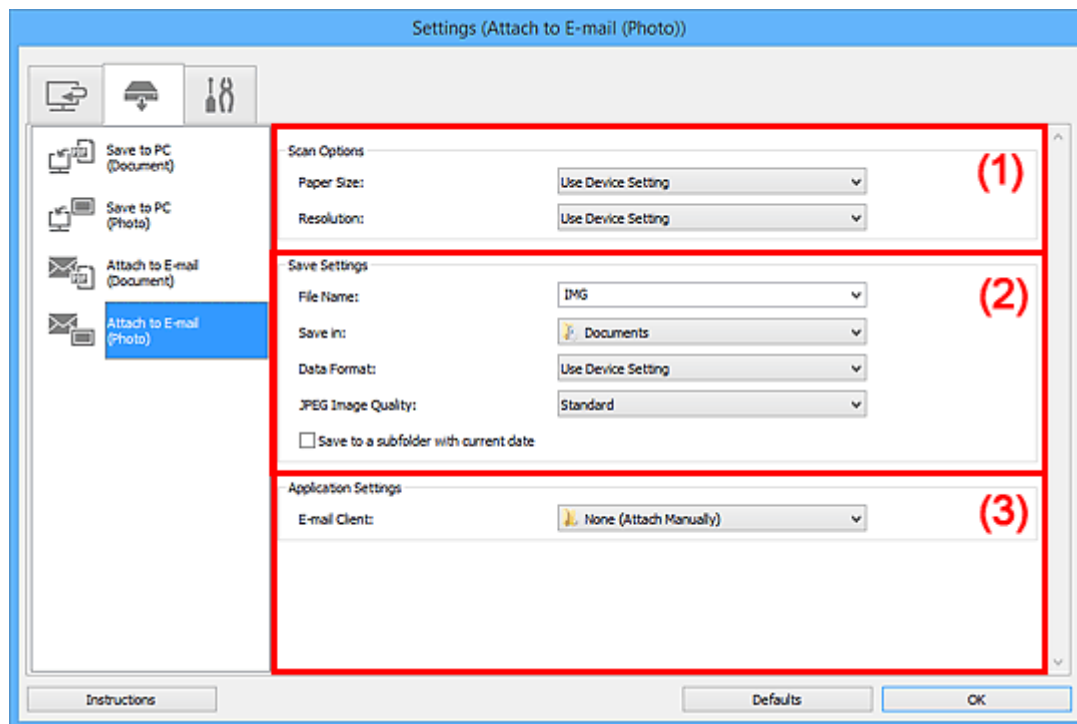 Settings (Attach to E-mail (Photo))
Save to PC
(Document)
Save to PC
(Photo)
Attach to E-mail
(Document)
Attach to E-mail
(Photo)
Scan Options
(1)
Paper Size: Use Device Setting
Resolution: Use Device Setting
Save Settings
(2)
File Name: IMG
Save in: Documents
Data Format: Use Device Setting
JPEG Image Quality: Standard
Save to a subfolder with current date
Application Settings
(3)
E-mail Client: None (Attach Manually)
Instructions Defaults OK